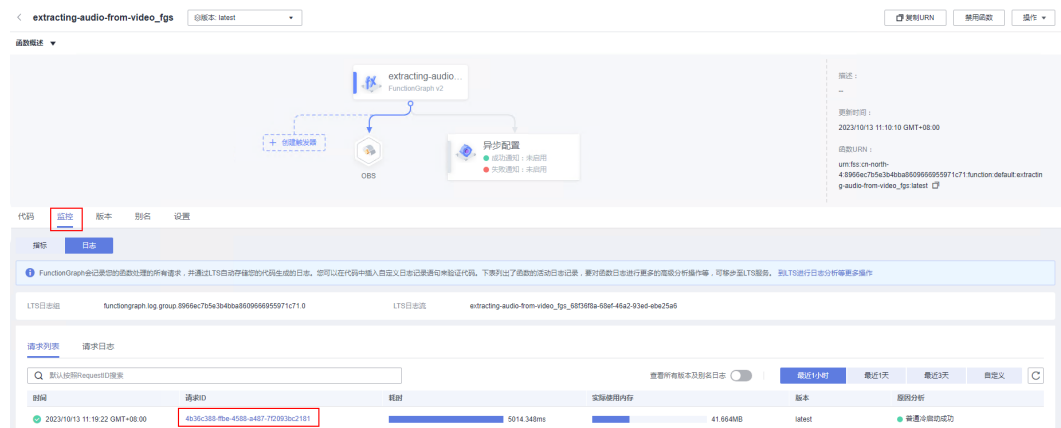 extracting-audio-from-video_fgs
版本: latest
复制URN
禁用函数
操作
函数概述
extracting-audio...
FunctionGraph v2
创建触发器
OBS
异步配置
成功通知：未启用
失败通知：未启用
描述：
--
更新时间：
2023/10/13 11:10:10 GMT+08:00
函数URN：
urn:fss:cn-north-
4:8966ec7b5e3b4bba8609666955971c71:function:default:extractin
g-audio-from-video_fgs:latest
代码
监控
版本
别名
设置
指标
日志
FunctionGraph会记录您的函数处理的所有请求，并通过LTS自动存储您的代码生成的日志。您可以在代码中插入自定义日志记录语句来验证代码。下表列出了函数的活动日志记录，要对函数日志进行更多的高级分析操作等，可移步至LTS服务。 到LTS进行日志分析等更多操作
LTS日志组
functiongraph.log.group.8966ec7b5e3b4bba8609666955971c71.0
LTS日志流
extracting-audio-from-video_fgs_68f36f8a-68ef-46a2-93ed-ebe25a6
请求列表
请求日志
默认按照RequestID搜索
查看所有版本及别名日志
最近1小时
最近1天
最近3天
自定义
时间
请求ID
耗时
实际使用内存
版本
原因分析
2023/10/13 11:19:22 GMT+08:00
4b36c388-ffbe-4588-a487-7f2093bc2181
5014.348ms
41.664MB
latest
普通冷启动成功